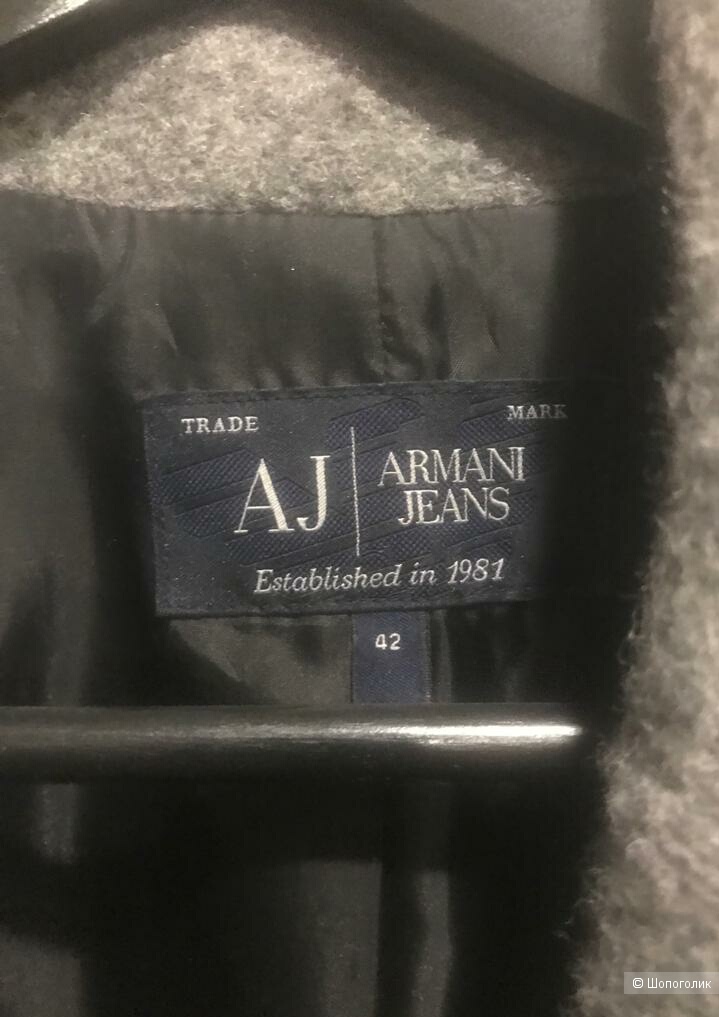 TRADE MARK
AJ ARMANI
JEANS
Established in 1981
42
© Шопоголик